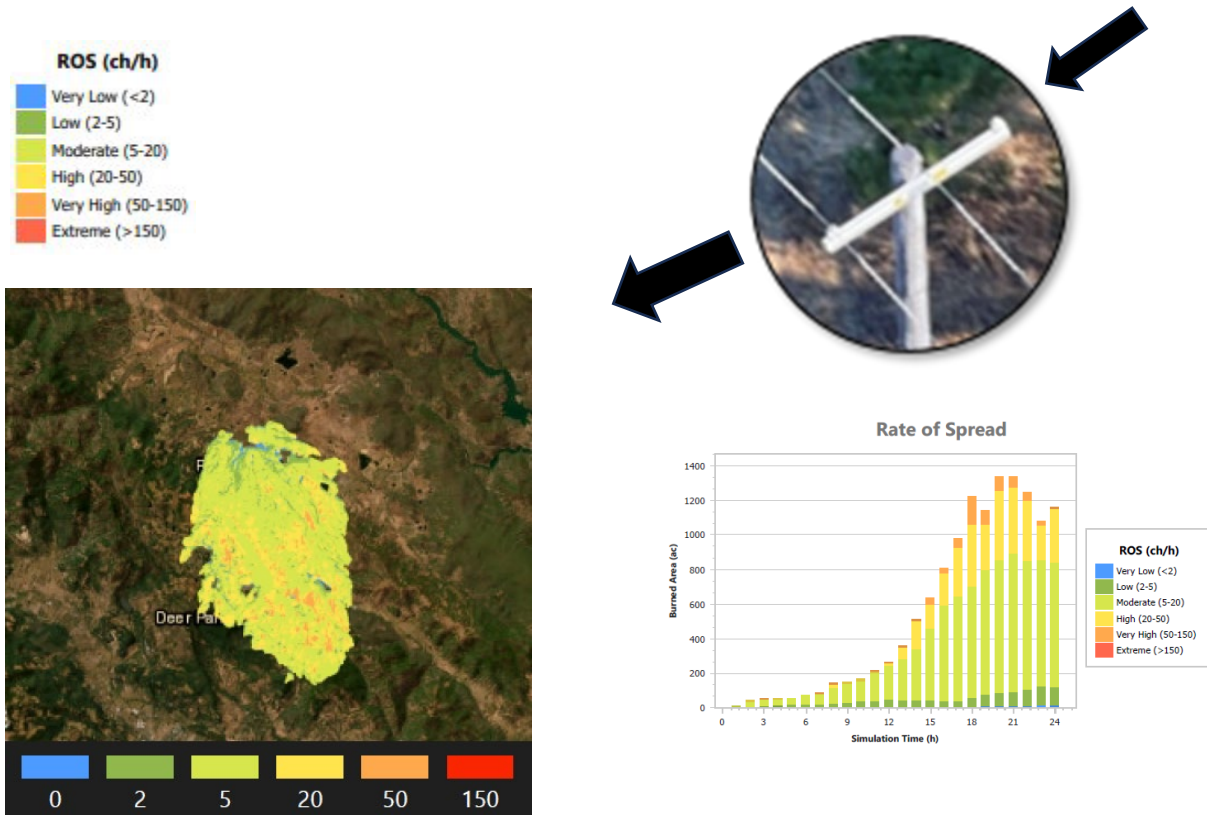 ROS (ch/h)
Very Low (<2)
Low (2-5)
Moderate (5-20)
High (20-50)
Very High (50-150)
Extreme (>150)
Deer Par
0 2 5 20 50 150
Rate of Spread
Burned Area (ac)
1400
1200
1000
800
600
400
200
0
0 3 6 9 12 15 18 21 24
Simulation Time (h)
ROS (ch/h)
Very Low (<2)
Low (2-5)
Moderate (5-20)
High (20-50)
Very High (50-150)
Extreme (>150)